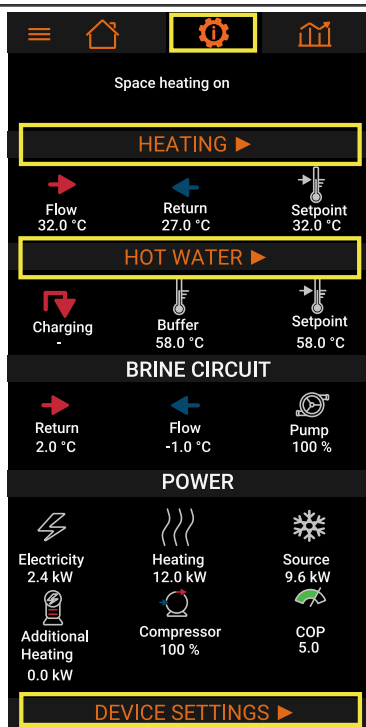 Space heating on
HEATING ►
Flow Return Setpoint
32.0 °C 27.0 °C 32.0 °C
HOT WATER ►
Charging Buffer Setpoint
- 58.0 °C 58.0 °C
BRINE CIRCUIT
Return Flow Pump
2.0 °C -1.0 °C 100 %
POWER
Electricity Heating Source
2.4 kW 12.0 kW 9.6 kW
Additional Compressor COP
Heating 100 % 5.0
0.0 kW
DEVICE SETTINGS ►